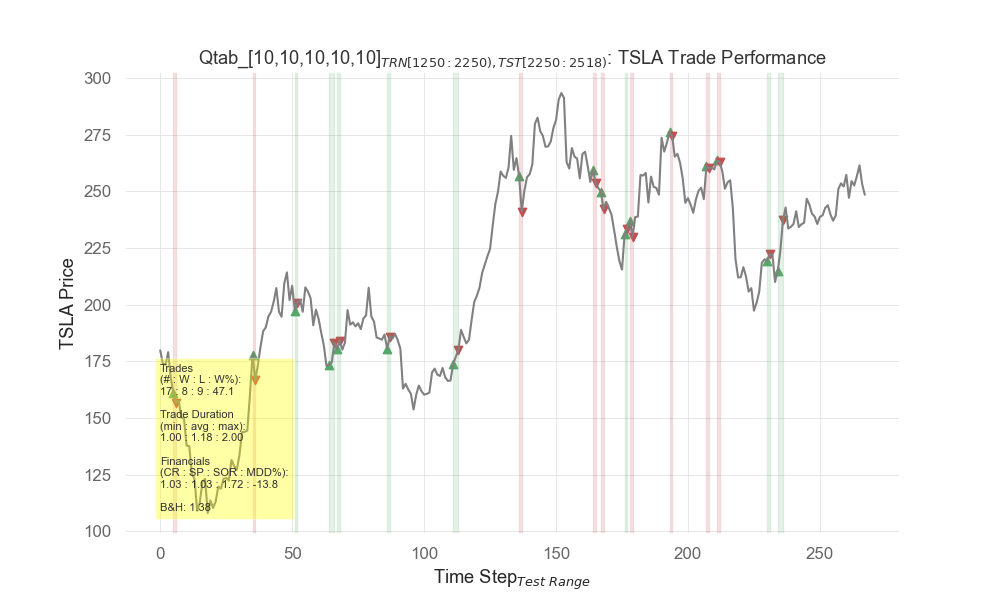 Qtab_[10,10,10,10,10]TRN[1250:2250),TST[2250:2518): TSLA Trade Performance
300
275
250
225
200
175
150
125
100
TSLA Price
Trades
(# : W : L : W%):
17 : 8 : 9 : 47.1
Trade Duration
(min : avg : max):
1.00 : 1.18 : 2.00
Financials
(CR : SP : SOR : MDD%):
1.03 : 1.03 : 1.72 : -13.8
B&H: 1.38
0 50 100 150 200 250
Time StepTest Range